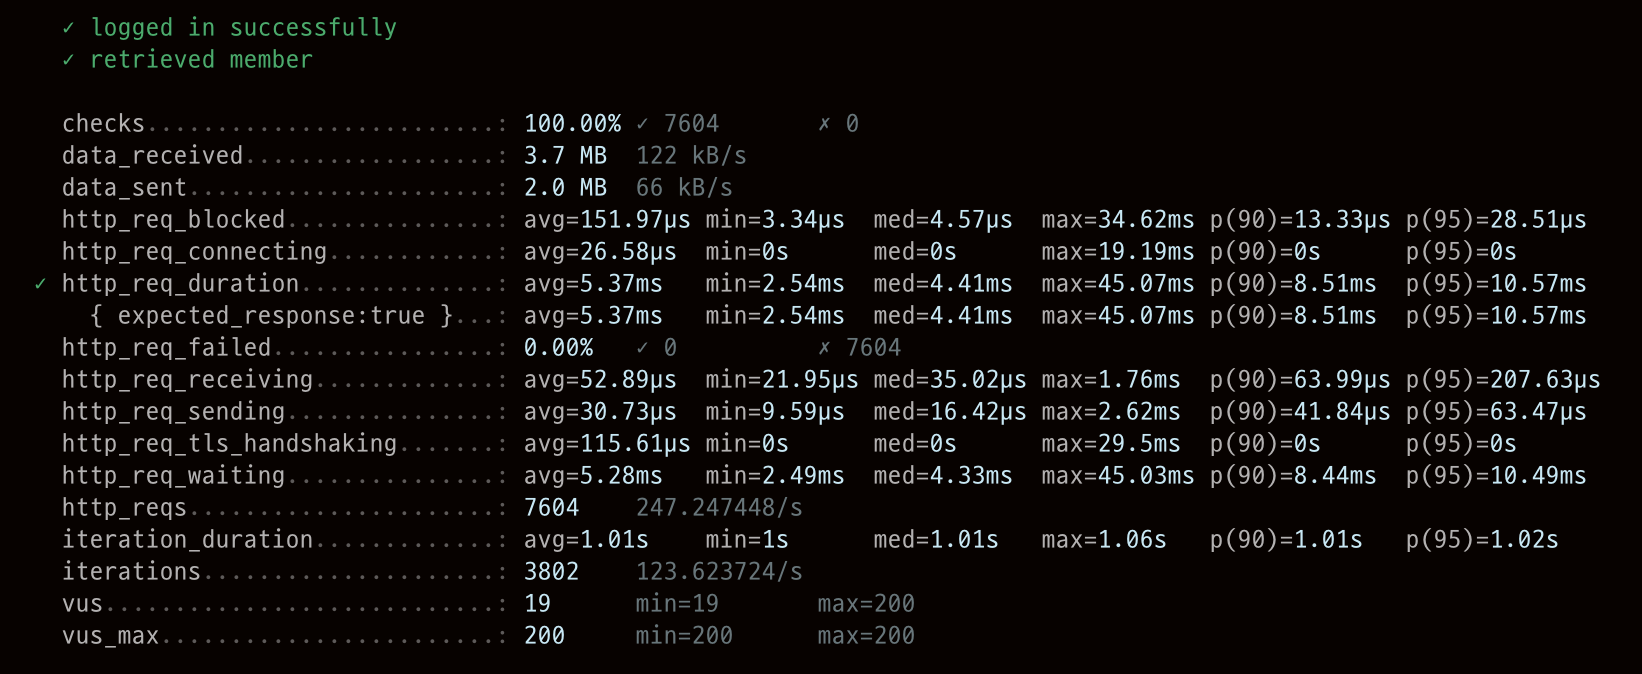 ✓ logged in successfully
✓ retrieved member
checks.........................: 100.00% ✓ 7604       ✗ 0
data_received..................: 3.7 MB  122 kB/s
data_sent......................: 2.0 MB  66 kB/s
http_req_blocked...............: avg=151.97µs min=3.34µs  med=4.57µs  max=34.62ms p(90)=13.33µs p(95)=28.51µs
http_req_connecting............: avg=26.58µs  min=0s      med=0s      max=19.19ms p(90)=0s      p(95)=0s
✓ http_req_duration..............: avg=5.37ms   min=2.54ms  med=4.41ms  max=45.07ms p(90)=8.51ms  p(95)=10.57ms
{ expected_response:true }...: avg=5.37ms   min=2.54ms  med=4.41ms  max=45.07ms p(90)=8.51ms  p(95)=10.57ms
http_req_failed................: 0.00%   ✓ 0          ✗ 7604
http_req_receiving.............: avg=52.89µs  min=21.95µs med=35.02µs max=1.76ms  p(90)=63.99µs p(95)=207.63µs
http_req_sending...............: avg=30.73µs  min=9.59µs  med=16.42µs max=2.62ms  p(90)=41.84µs p(95)=63.47µs
http_req_tls_handshaking.......: avg=115.61µs min=0s      med=0s      max=29.5ms  p(90)=0s      p(95)=0s
http_req_waiting...............: avg=5.28ms   min=2.49ms  med=4.33ms  max=45.03ms p(90)=8.44ms  p(95)=10.49ms
http_reqs......................: 7604    247.247448/s
iteration_duration.............: avg=1.01s    min=1s      med=1.01s   max=1.06s   p(90)=1.01s   p(95)=1.02s
iterations.....................: 3802    123.623724/s
vus............................: 19      min=19       max=200
vus_max........................: 200     min=200      max=200